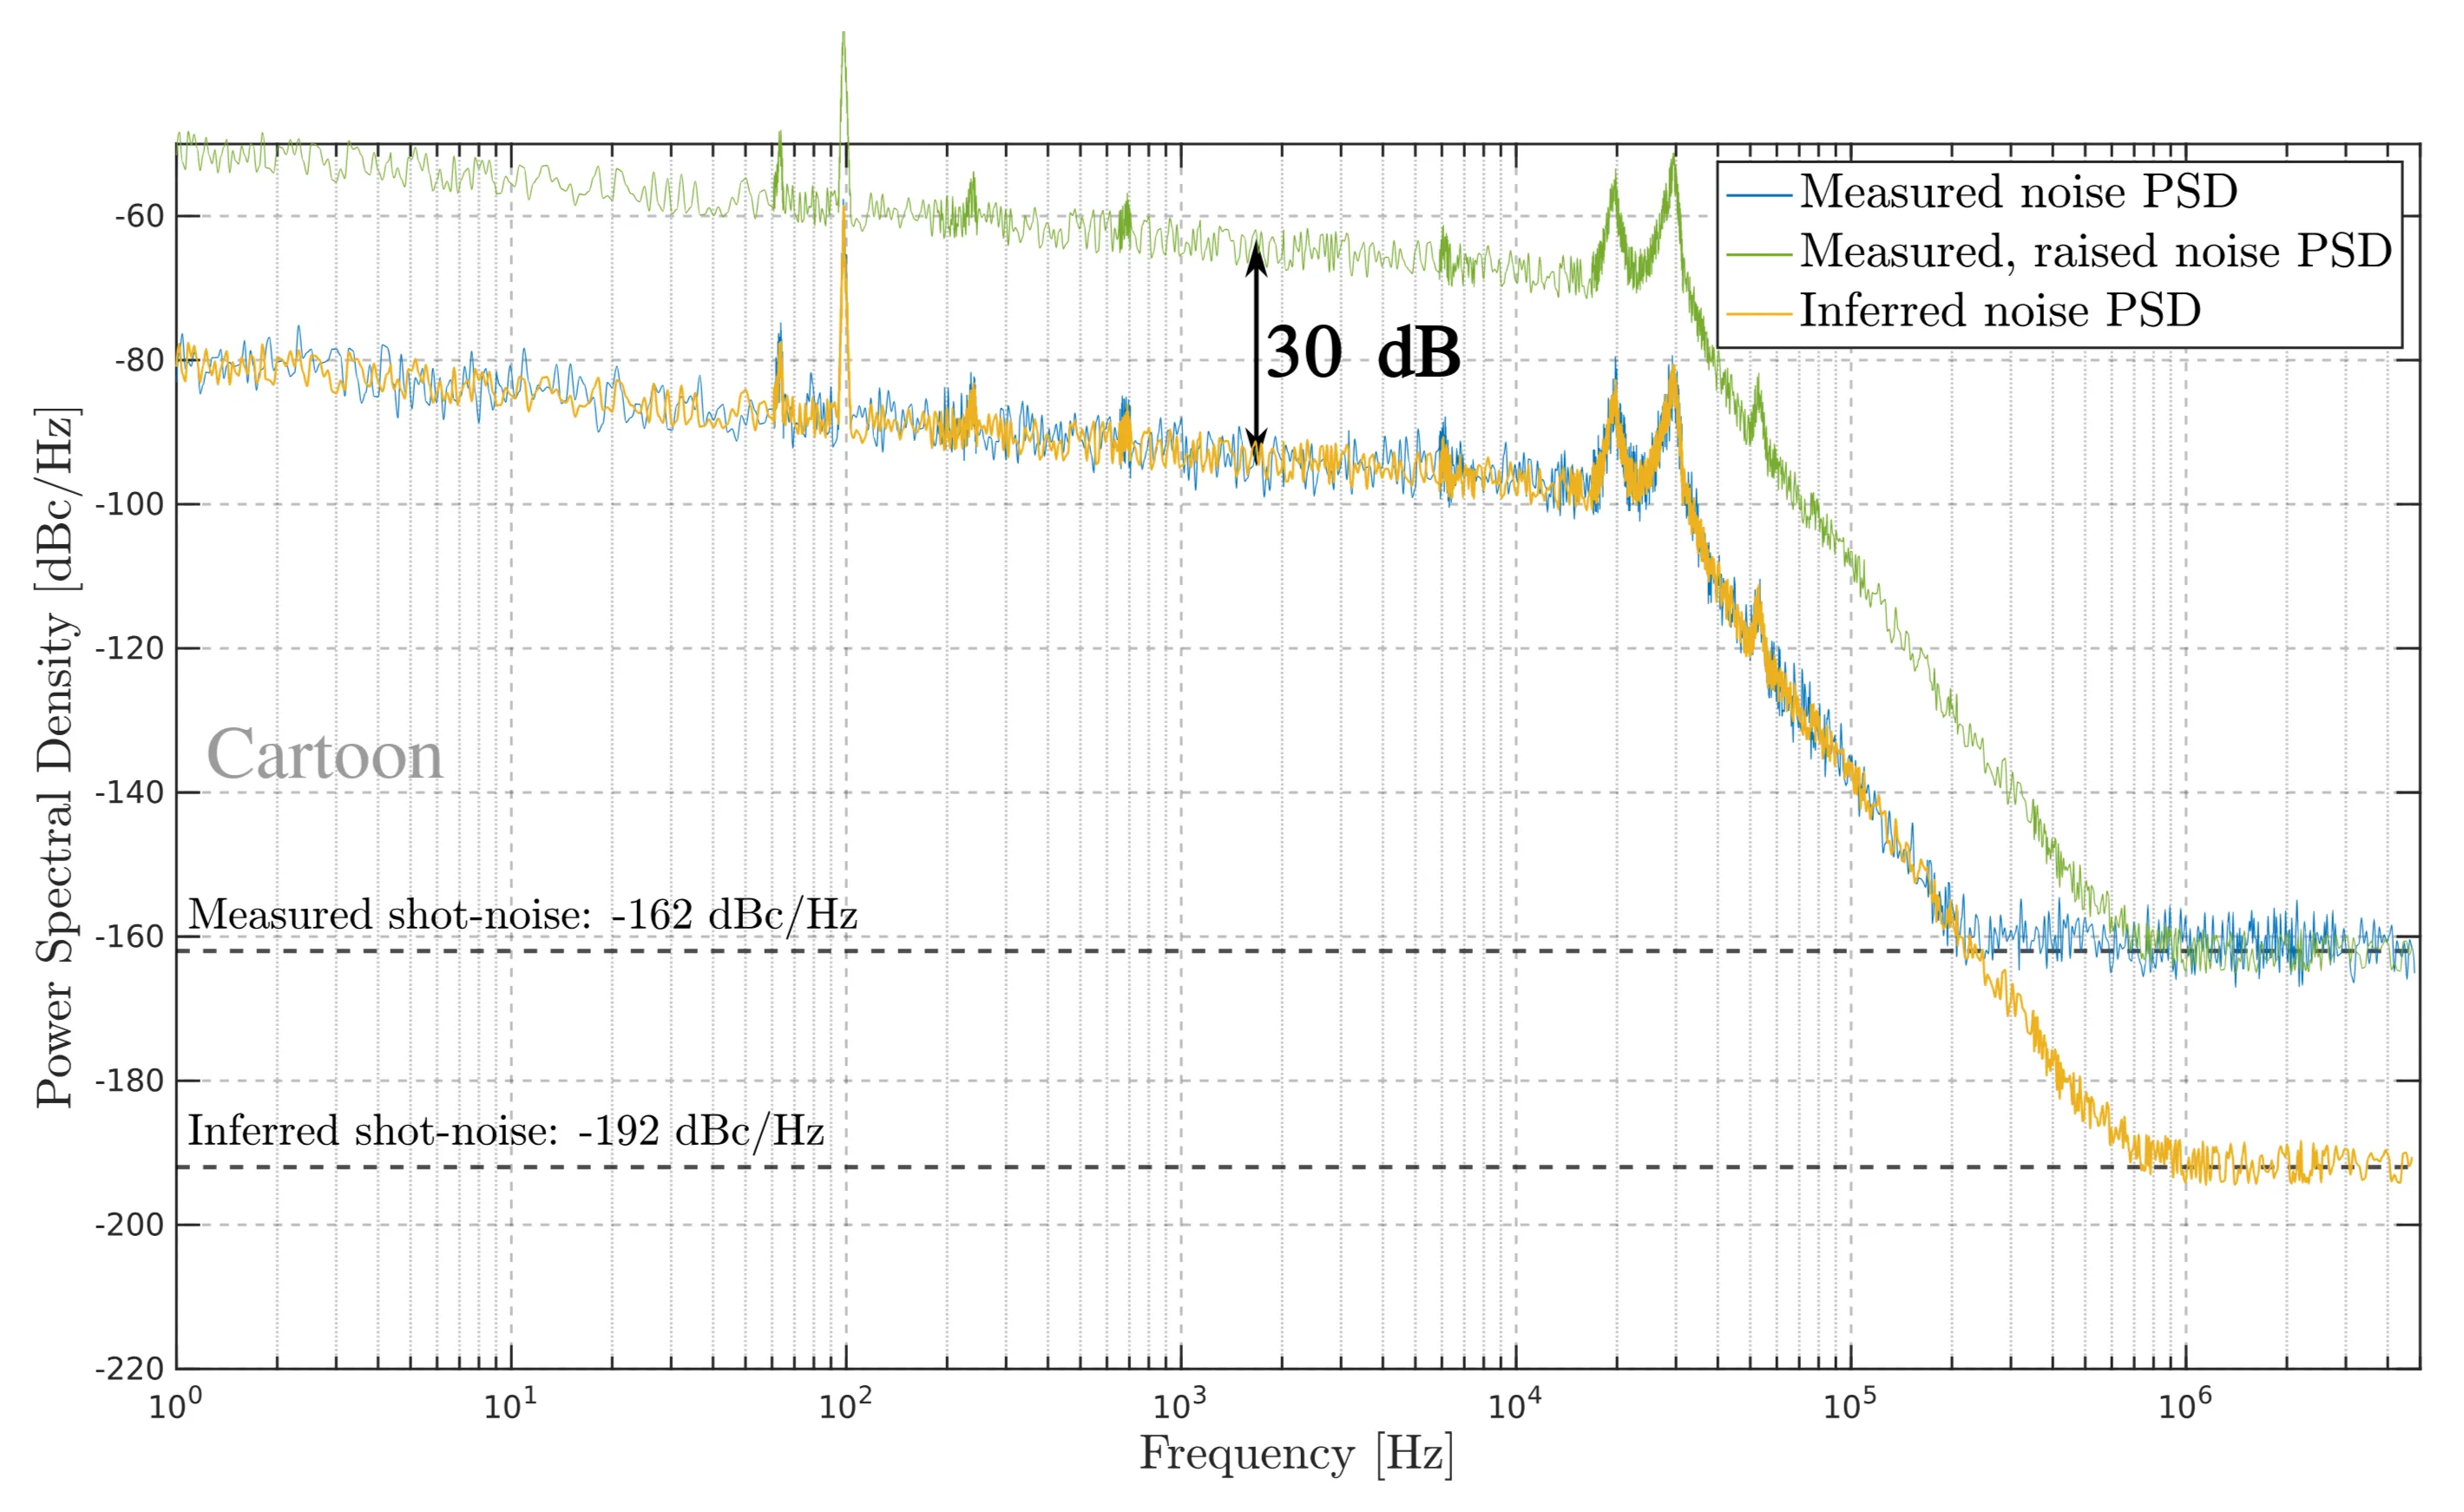 Measured noise PSD
Measured, raised noise PSD
Inferred noise PSD
30 dB
Cartoon
Measured shot-noise: -162 dBc/Hz
Inferred shot-noise: -192 dBc/Hz
Power Spectral Density [dBc/Hz]
-60
-80
-100
-120
-140
-160
-180
-200
-220
10⁰ 10¹ 10² 10³ 10⁴ 10⁵ 10⁶
Frequency [Hz]